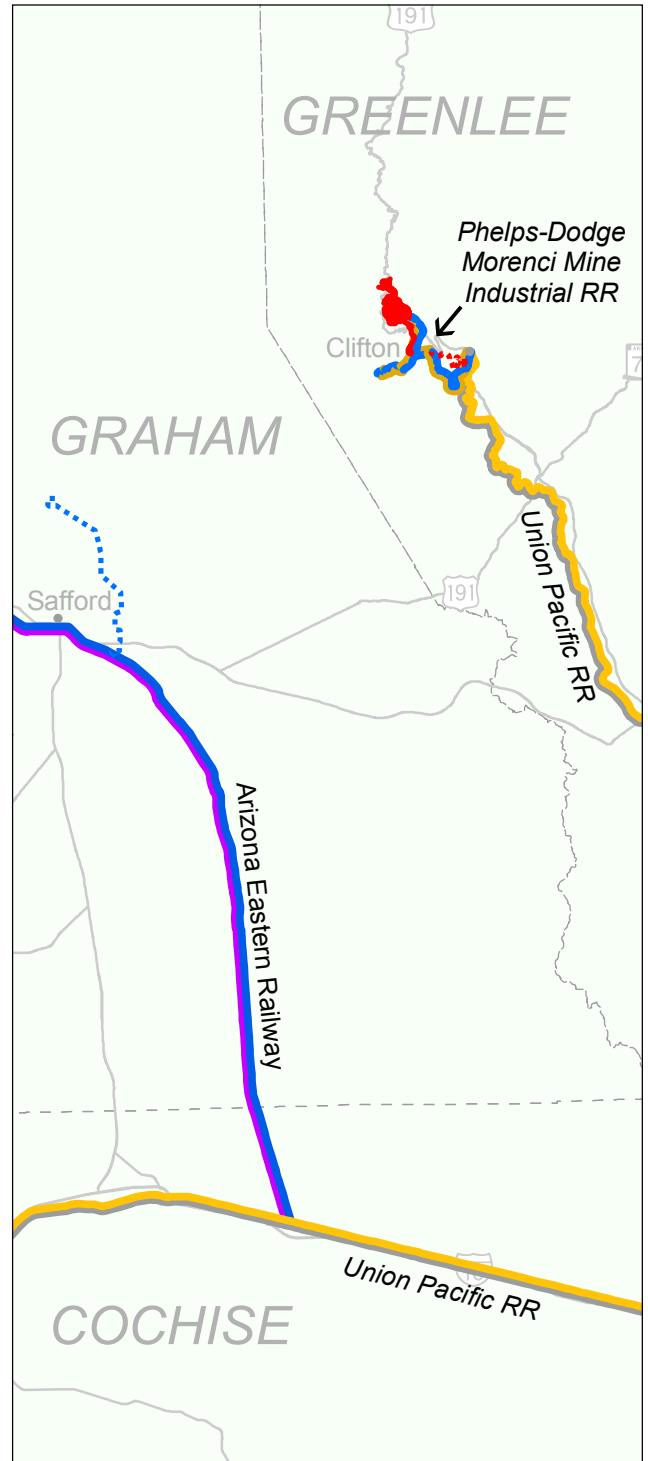 191
GREENLEE
Phelps-Dodge
Morenci Mine
Industrial RR
Clifton
7
GRAHAM
191
Union Pacific RR
Safford
Arizona Eastern Railway
Union Pacific RR
COCHISE